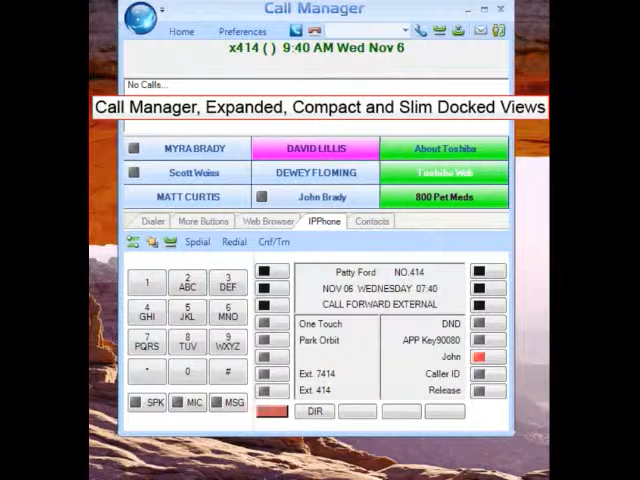 Call Manager
Home Preferences
x414 ( ) 9:40 AM Wed Nov 6
No Calls...
Call Manager, Expanded, Compact and Slim Docked Views
MYRA BRADY DAVID LILLIS About Toshiba
Scott Weiss DEWEY FLOMING Toshiba Web
MATT CURTIS John Brady 800 Pet Meds
Dialer More Buttons Web Browser IPPhone Contacts
Spdial Redial Cnf/Trn
Patty Ford NO.414
NOV 06 WEDNESDAY 07:40
CALL FORWARD EXTERNAL
1 2 ABC 3 DEF
4 GHI 5 JKL 6 MNO
7 PQRS 8 TUV 9 WXYZ
* 0 #
One Touch DND
Park Orbit APP Key90080
John
Ext. 7414 Caller ID
Ext. 414 Release
SPK MIC MSG
DIR